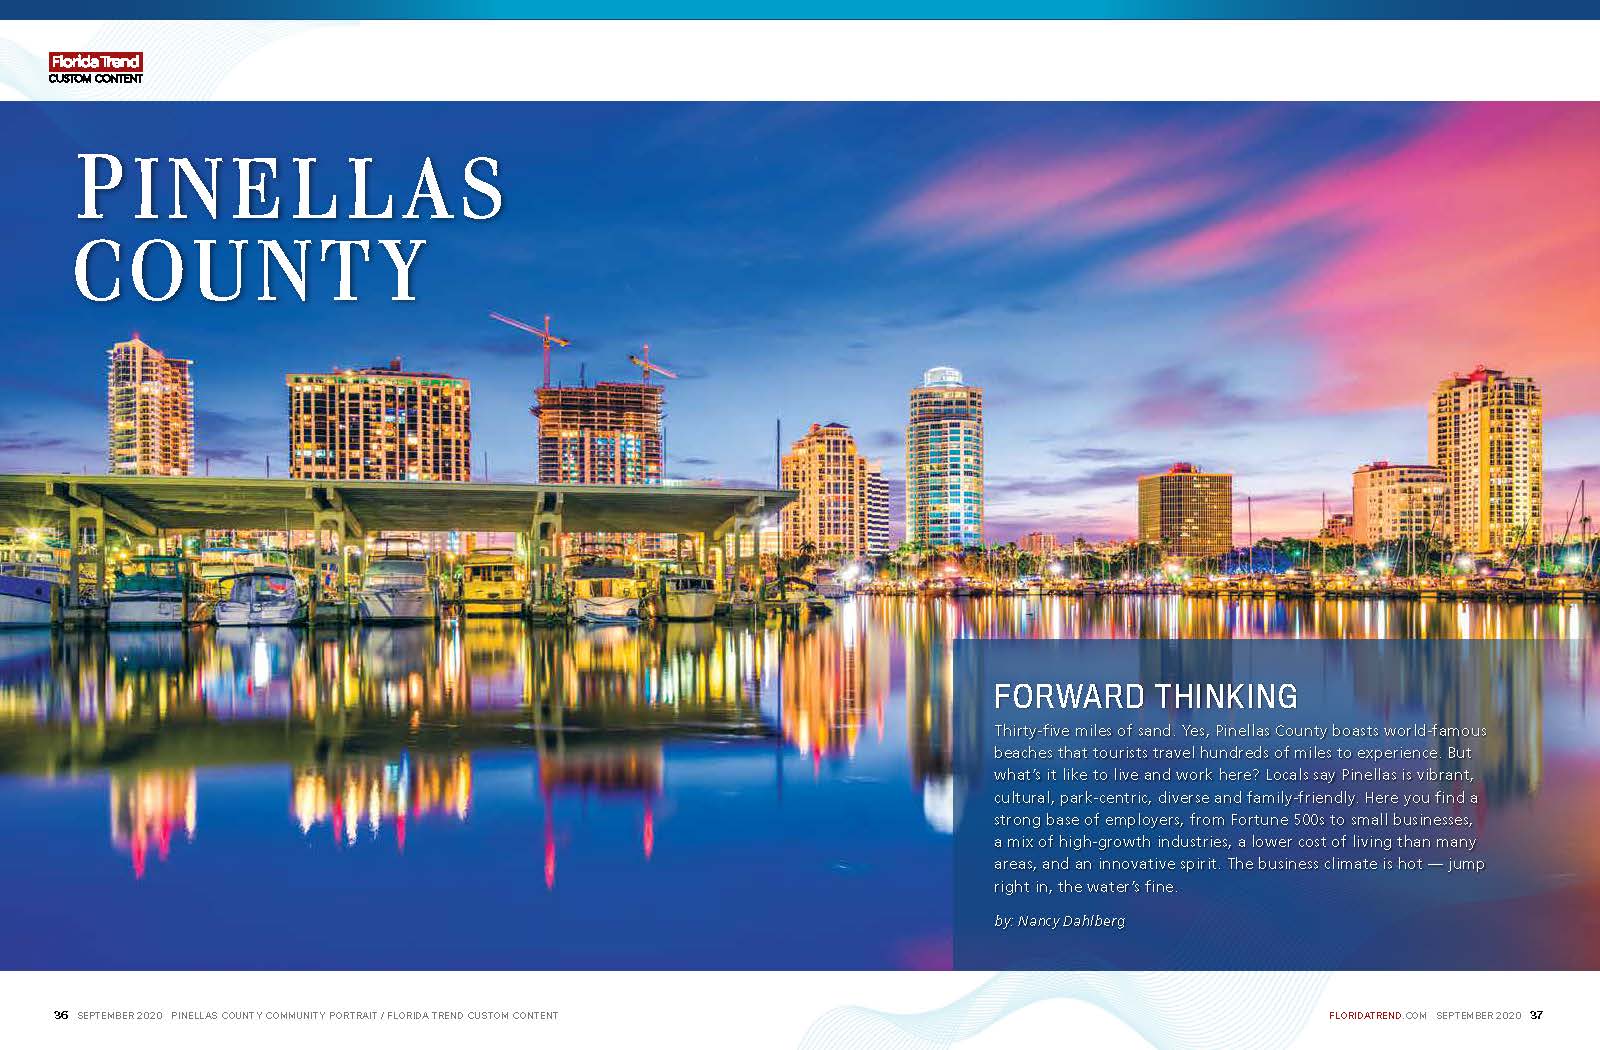 Florida Trend
CUSTOM CONTENT
PINELLAS
COUNTY
FORWARD THINKING
Thirty-five miles of sand. Yes, Pinellas County boasts world-famous
beaches that tourists travel hundreds of miles to experience. But
what's it like to live and work here? Locals say Pinellas is vibrant,
cultural, park-centric, diverse and family-friendly. Here you find a
strong base of employers, from Fortune 500s to small businesses,
a mix of high-growth industries, a lower cost of living than many
areas, and an innovative spirit. The business climate is hot — jump
right in, the water's fine.
by: Nancy Dahlberg
36 SEPTEMBER 2020 PINELLAS COUNTY COMMUNITY PORTRAIT / FLORIDA TREND CUSTOM CONTENT
FLORIDATREND.COM SEPTEMBER 2020 37